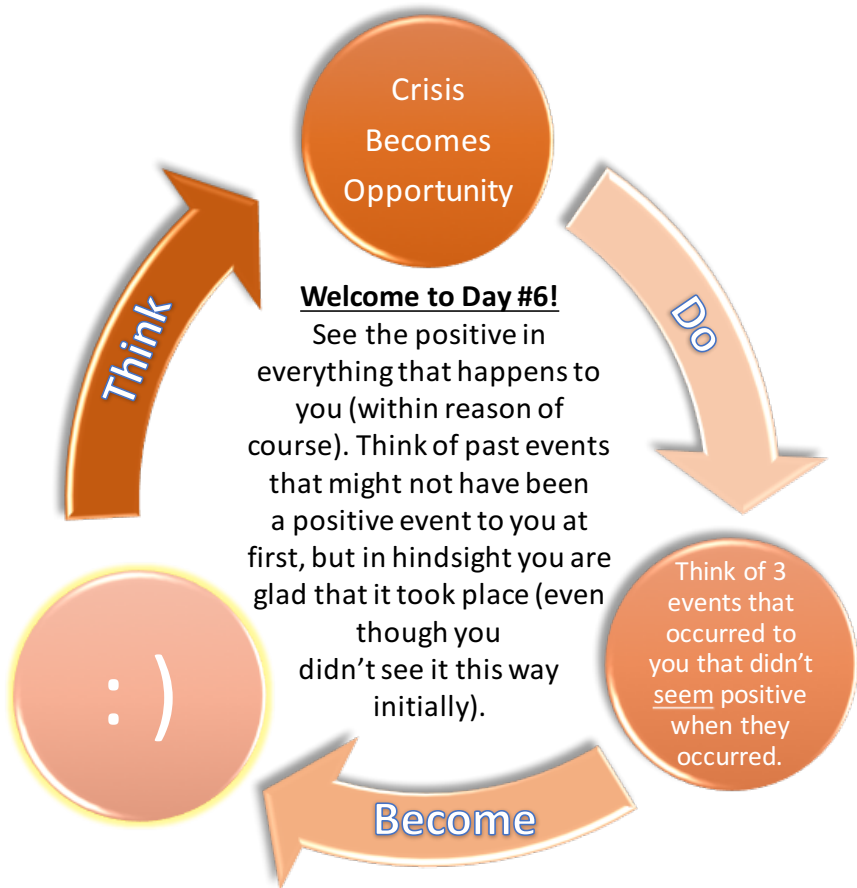 Crisis
Becomes
Opportunity
Think
Do
Welcome to Day #6!
See the positive in
everything that happens to
you (within reason of
course). Think of past events
that might not have been
a positive event to you at
first, but in hindsight you are
glad that it took place (even
though you
didn’t see it this way
initially).
Think of 3
events that
occurred to
you that didn’t
seem positive
when they
occurred.
Become
: )